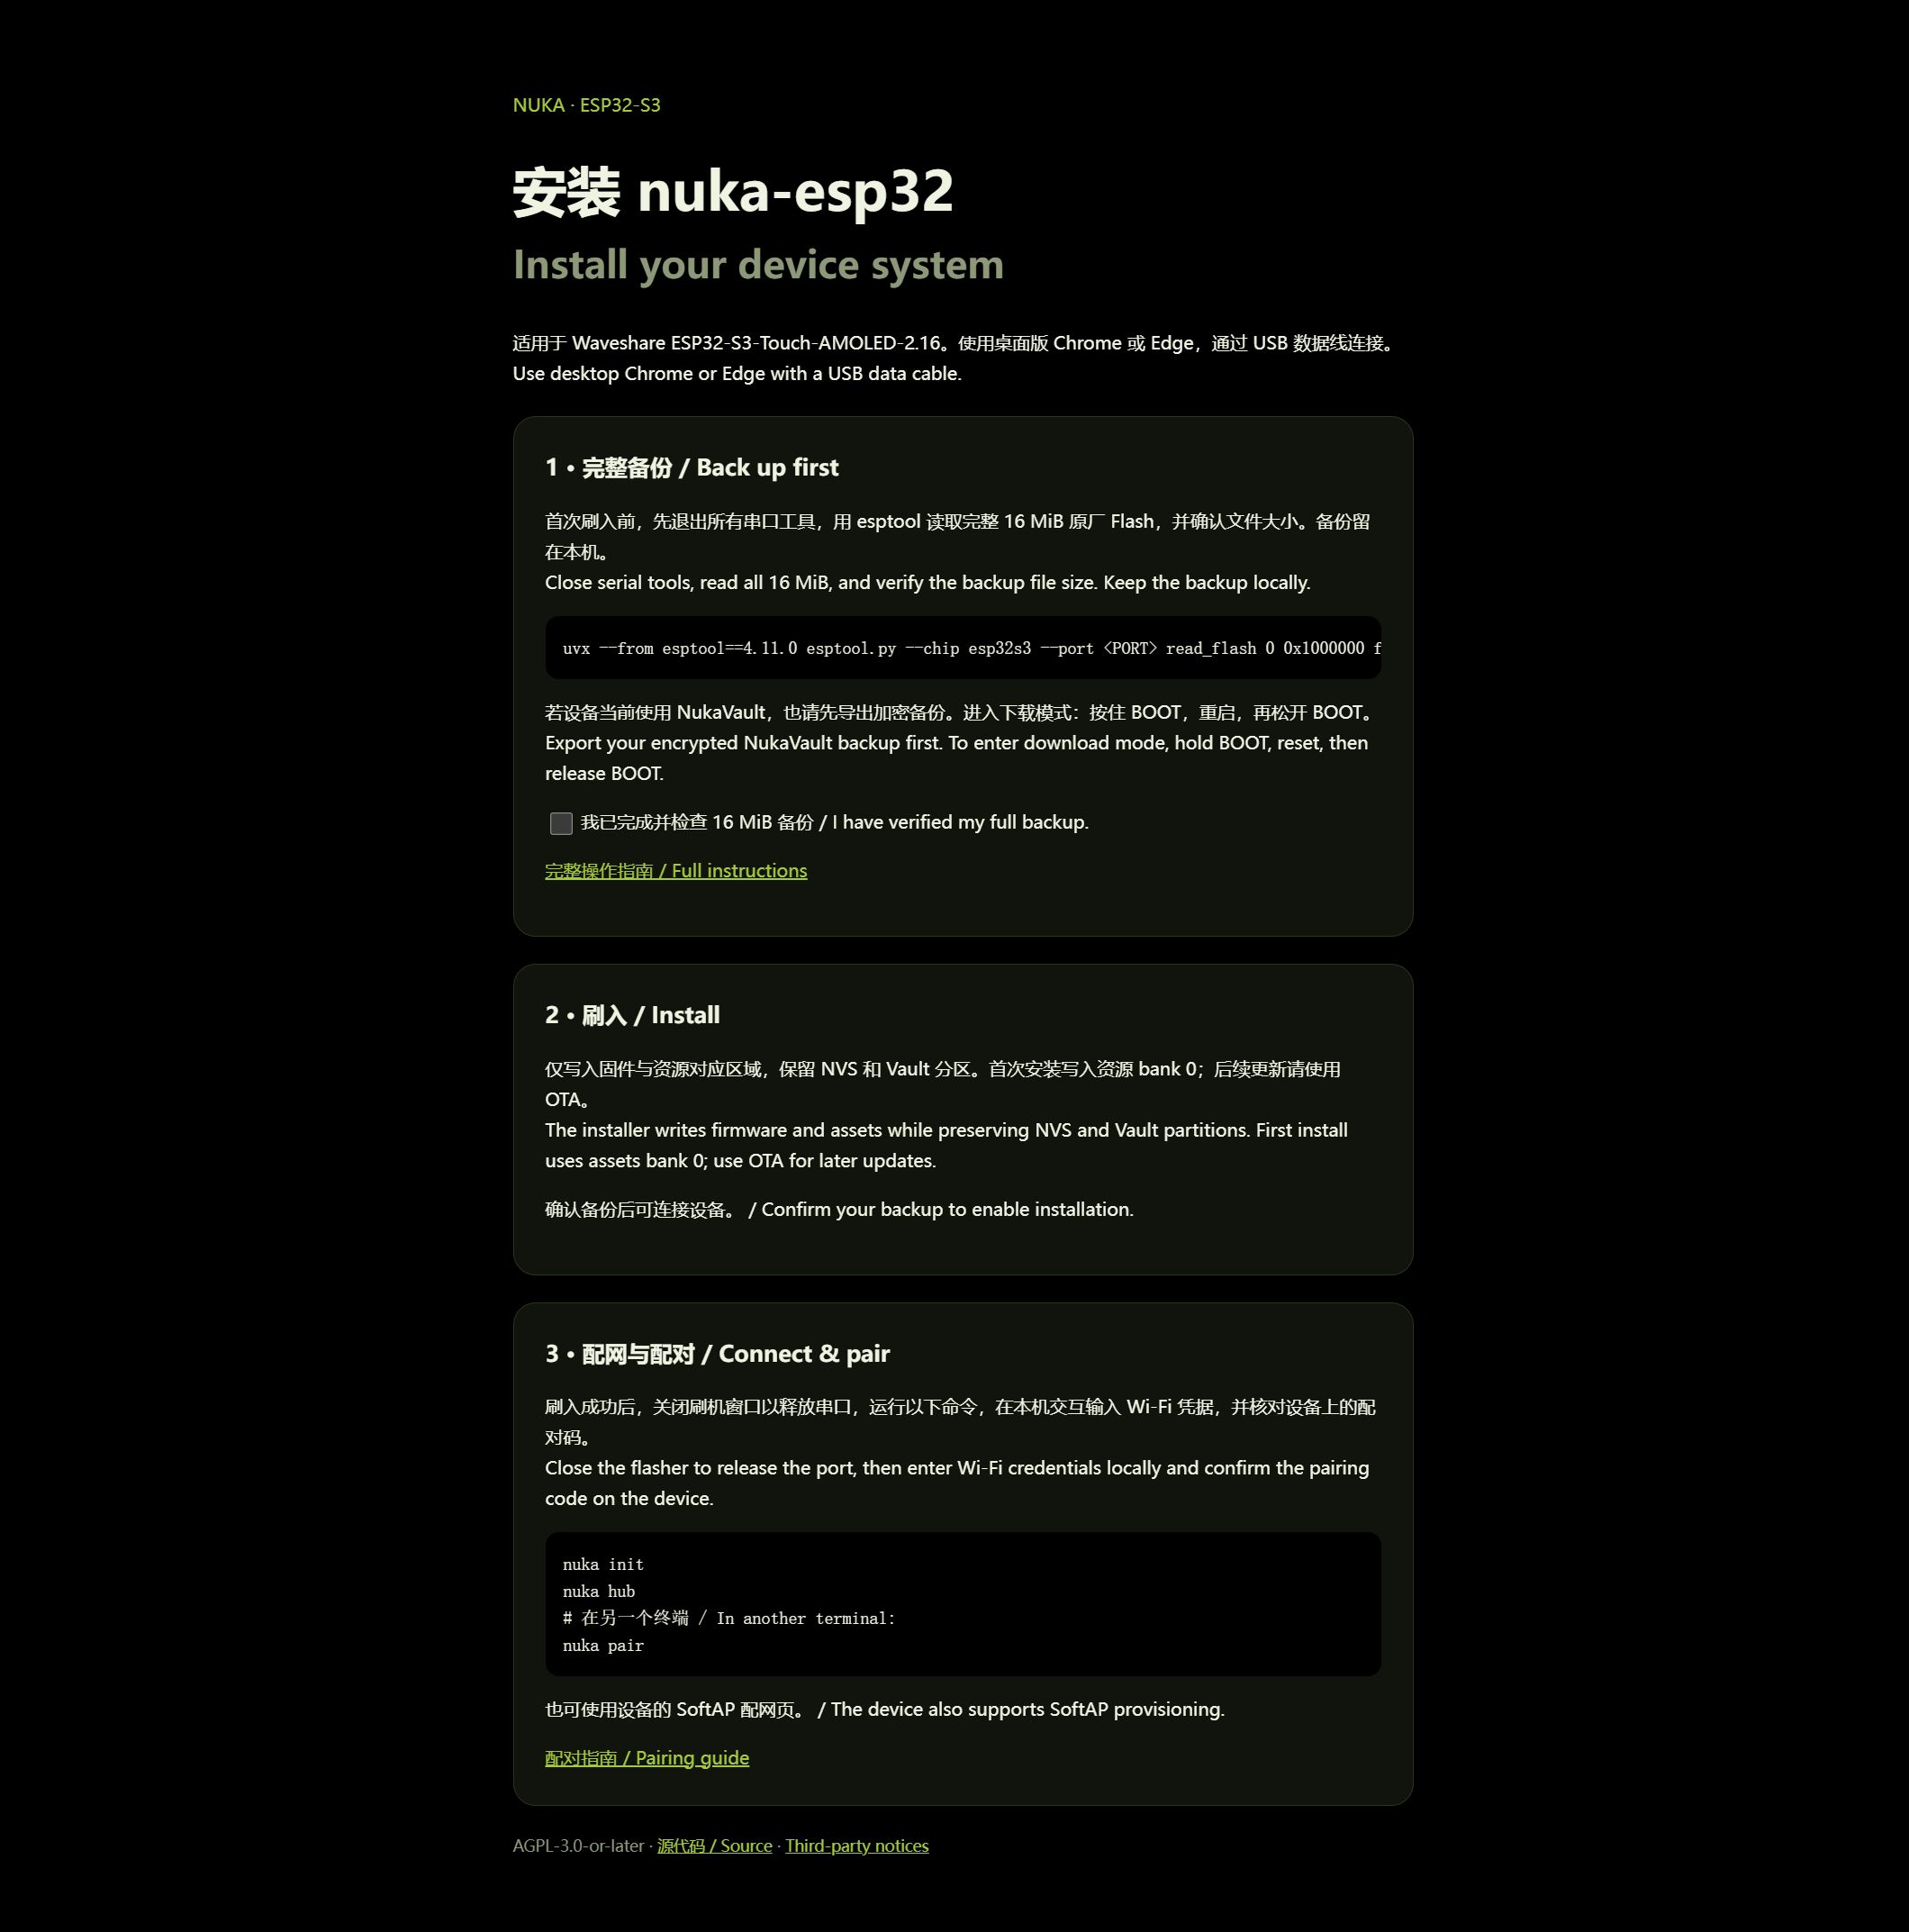 NUKA · ESP32-S3
安装 nuka-esp32
Install your device system
适用于 Waveshare ESP32-S3-Touch-AMOLED-2.16。使用桌面版 Chrome 或 Edge，通过 USB 数据线连接。
Use desktop Chrome or Edge with a USB data cable.
1 • 完整备份 / Back up first
首次刷入前，先退出所有串口工具，用 esptool 读取完整 16 MiB 原厂 Flash，并确认文件大小。备份留
在本机。
Close serial tools, read all 16 MiB, and verify the backup file size. Keep the backup locally.
uvx --from esptool==4.11.0 esptool.py --chip esp32s3 --port <PORT> read_flash 0 0x1000000 f
若设备当前使用 NukaVault，也请先导出加密备份。进入下载模式：按住 BOOT，重启，再松开 BOOT。
Export your encrypted NukaVault backup first. To enter download mode, hold BOOT, reset, then
release BOOT.
我已完成并检查 16 MiB 备份 / I have verified my full backup.
完整操作指南 / Full instructions
2 • 刷入 / Install
仅写入固件与资源对应区域，保留 NVS 和 Vault 分区。首次安装写入资源 bank 0；后续更新请使用
OTA。
The installer writes firmware and assets while preserving NVS and Vault partitions. First install
uses assets bank 0; use OTA for later updates.
确认备份后可连接设备。 / Confirm your backup to enable installation.
3 • 配网与配对 / Connect & pair
刷入成功后，关闭刷机窗口以释放串口，运行以下命令，在本机交互输入 Wi-Fi 凭据，并核对设备上的配
对码。
Close the flasher to release the port, then enter Wi-Fi credentials locally and confirm the pairing
code on the device.
nuka init
nuka hub
# 在另一个终端 / In another terminal:
nuka pair
也可使用设备的 SoftAP 配网页。 / The device also supports SoftAP provisioning.
配对指南 / Pairing guide
AGPL-3.0-or-later · 源代码 / Source · Third-party notices